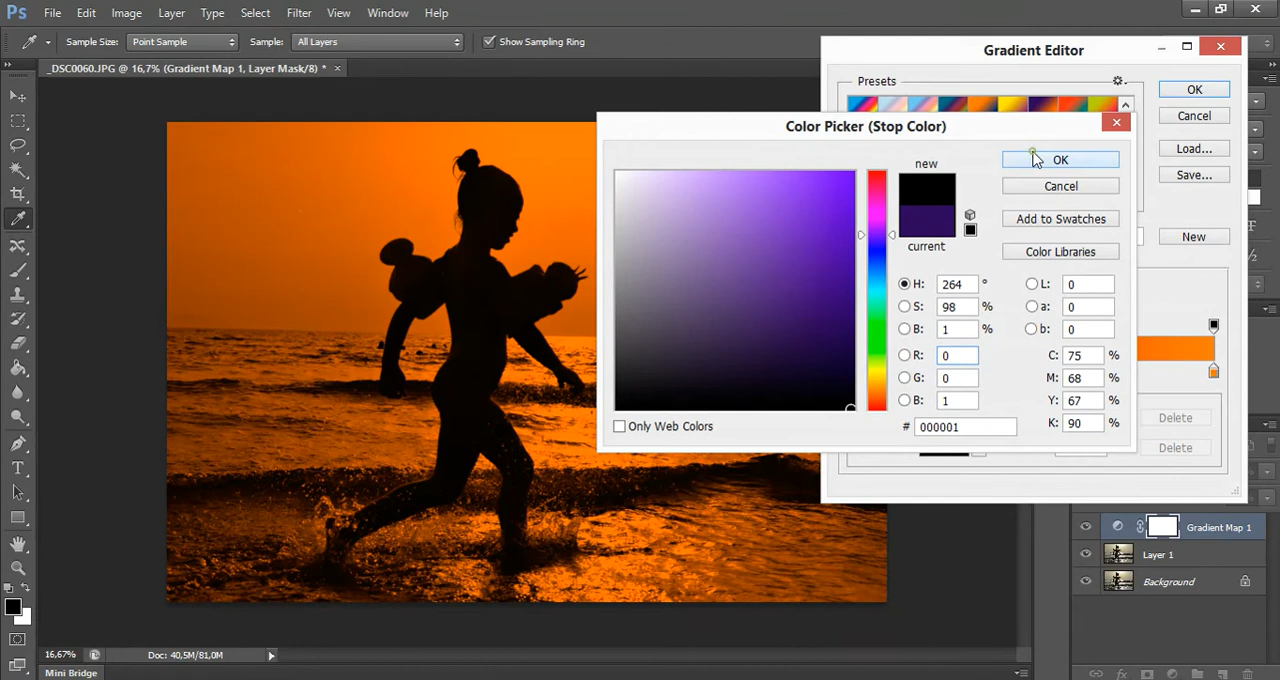 Ps File Edit Image Layer Type Select Filter View Window Help
Sample Size: Point Sample Sample: All Layers Show Sampling Ring
_DSC0060.JPG @ 16,7% (Gradient Map 1, Layer Mask/8) * ×
Gradient Editor
Presets
OK
Cancel
Load...
Save...
New
Delete
Delete
Color Picker (Stop Color)
new
current
OK
Cancel
Add to Swatches
Color Libraries
H: 264 °
S: 98 %
B: 1 %
R: 0
G: 0
B: 1
# 000001
L: 0
a: 0
b: 0
C: 75 %
M: 68 %
Y: 67 %
K: 90 %
Only Web Colors
Gradient Map 1
Layer 1
Background
16,67% Doc: 40,5M/81,0M
Mini Bridge